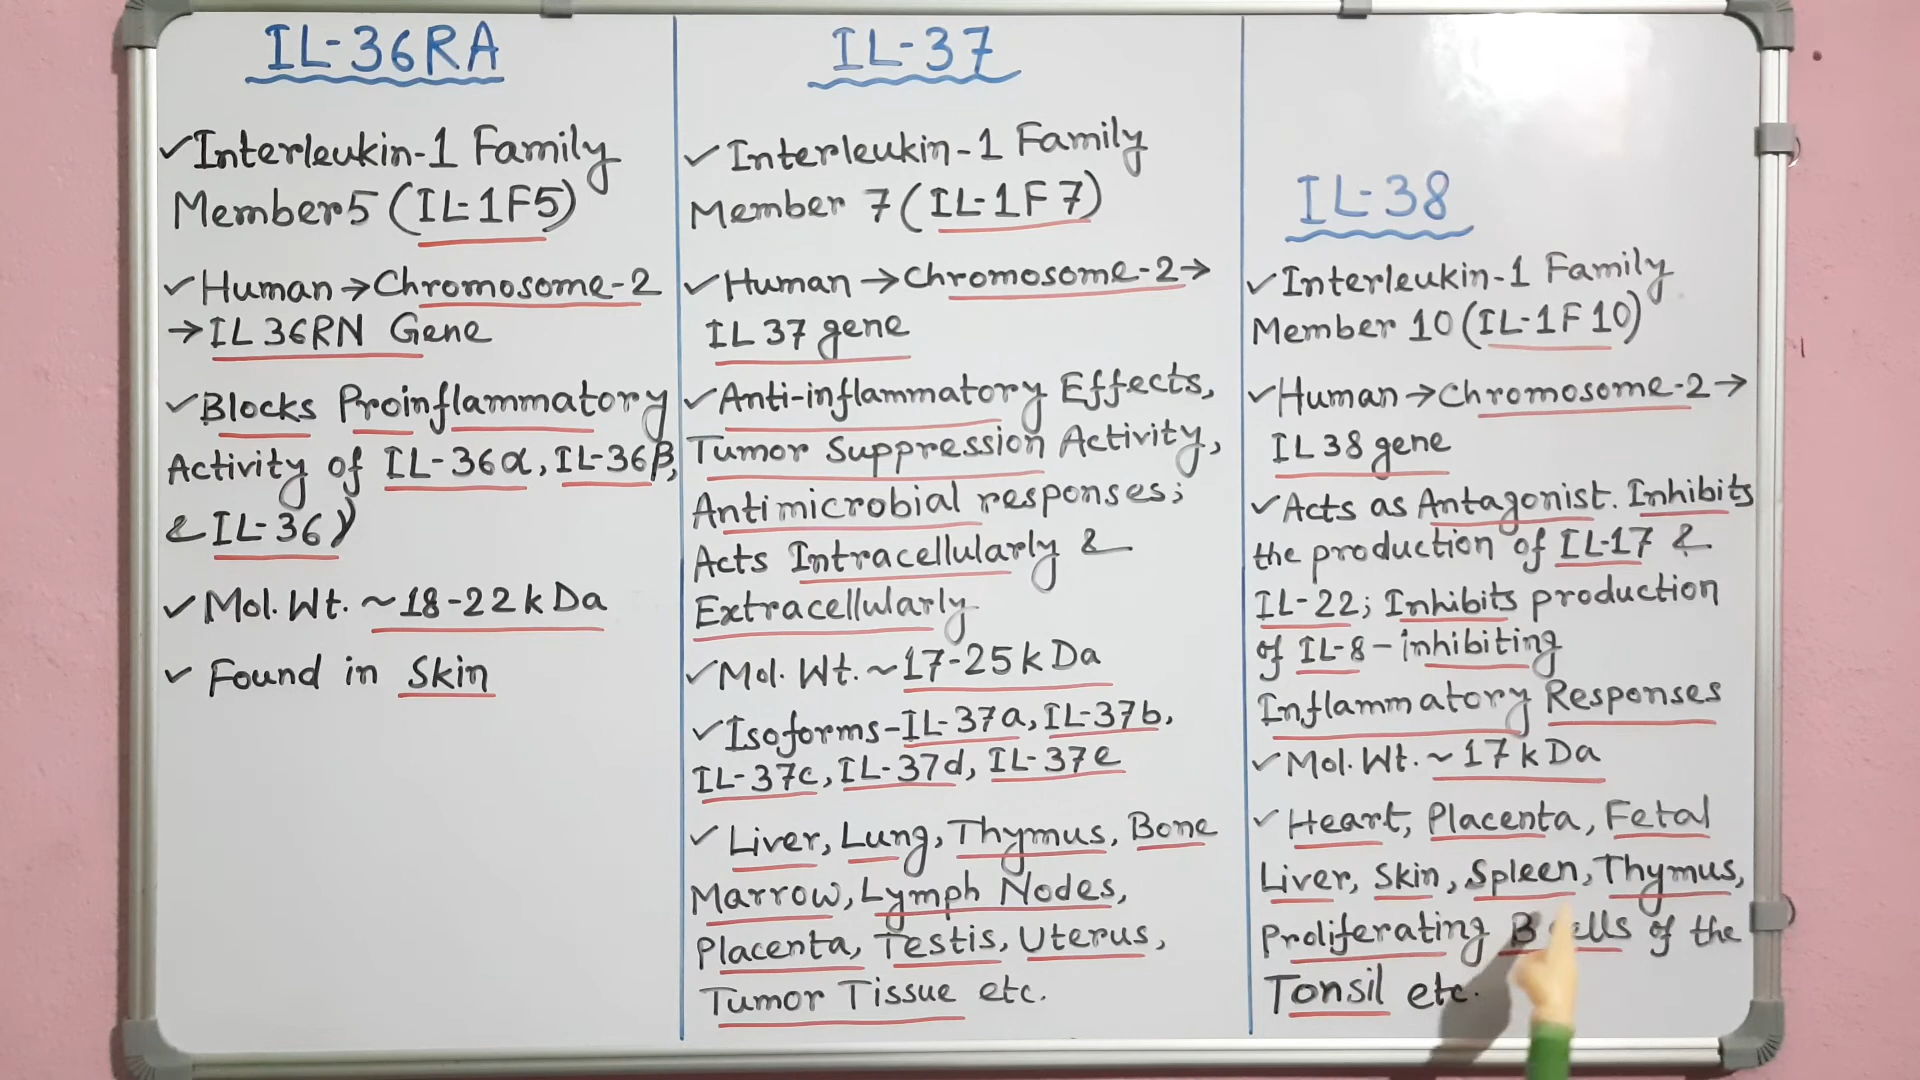 IL-36RA
✓Interleukin-1 Family
Member 5 (IL-1F5)
✓Human→Chromosome-2
→IL36RN Gene
✓Blocks Proinflammatory
Activity of IL-36α, IL-36β,
& IL-36γ
✓Mol. Wt. ~18-22kDa
✓Found in Skin
IL-37
✓Interleukin-1 Family
Member 7 (IL-1F7)
✓Human→Chromosome-2→
IL37 gene
✓Anti-inflammatory Effects,
Tumor Suppression Activity,
Antimicrobial responses;
Acts Intracellularly &
Extracellularly
✓Mol. Wt. ~17-25kDa
✓Isoforms-IL-37a, IL-37b,
IL-37c, IL-37d, IL-37e
✓Liver, Lung, Thymus, Bone
Marrow, Lymph Nodes,
Placenta, Testis, Uterus,
Tumor Tissue etc.
IL-38
✓Interleukin-1 Family
Member 10 (IL-1F10)
✓Human→Chromosome-2→
IL38 gene
✓Acts as Antagonist. Inhibits
the production of IL-17 &
IL-22; Inhibits production
of IL-8-inhibiting
Inflammatory Responses
✓Mol. Wt. ~17kDa
✓Heart, Placenta, Fetal
Liver, Skin, Spleen, Thymus,
Proliferating B cells of the
Tonsil etc.